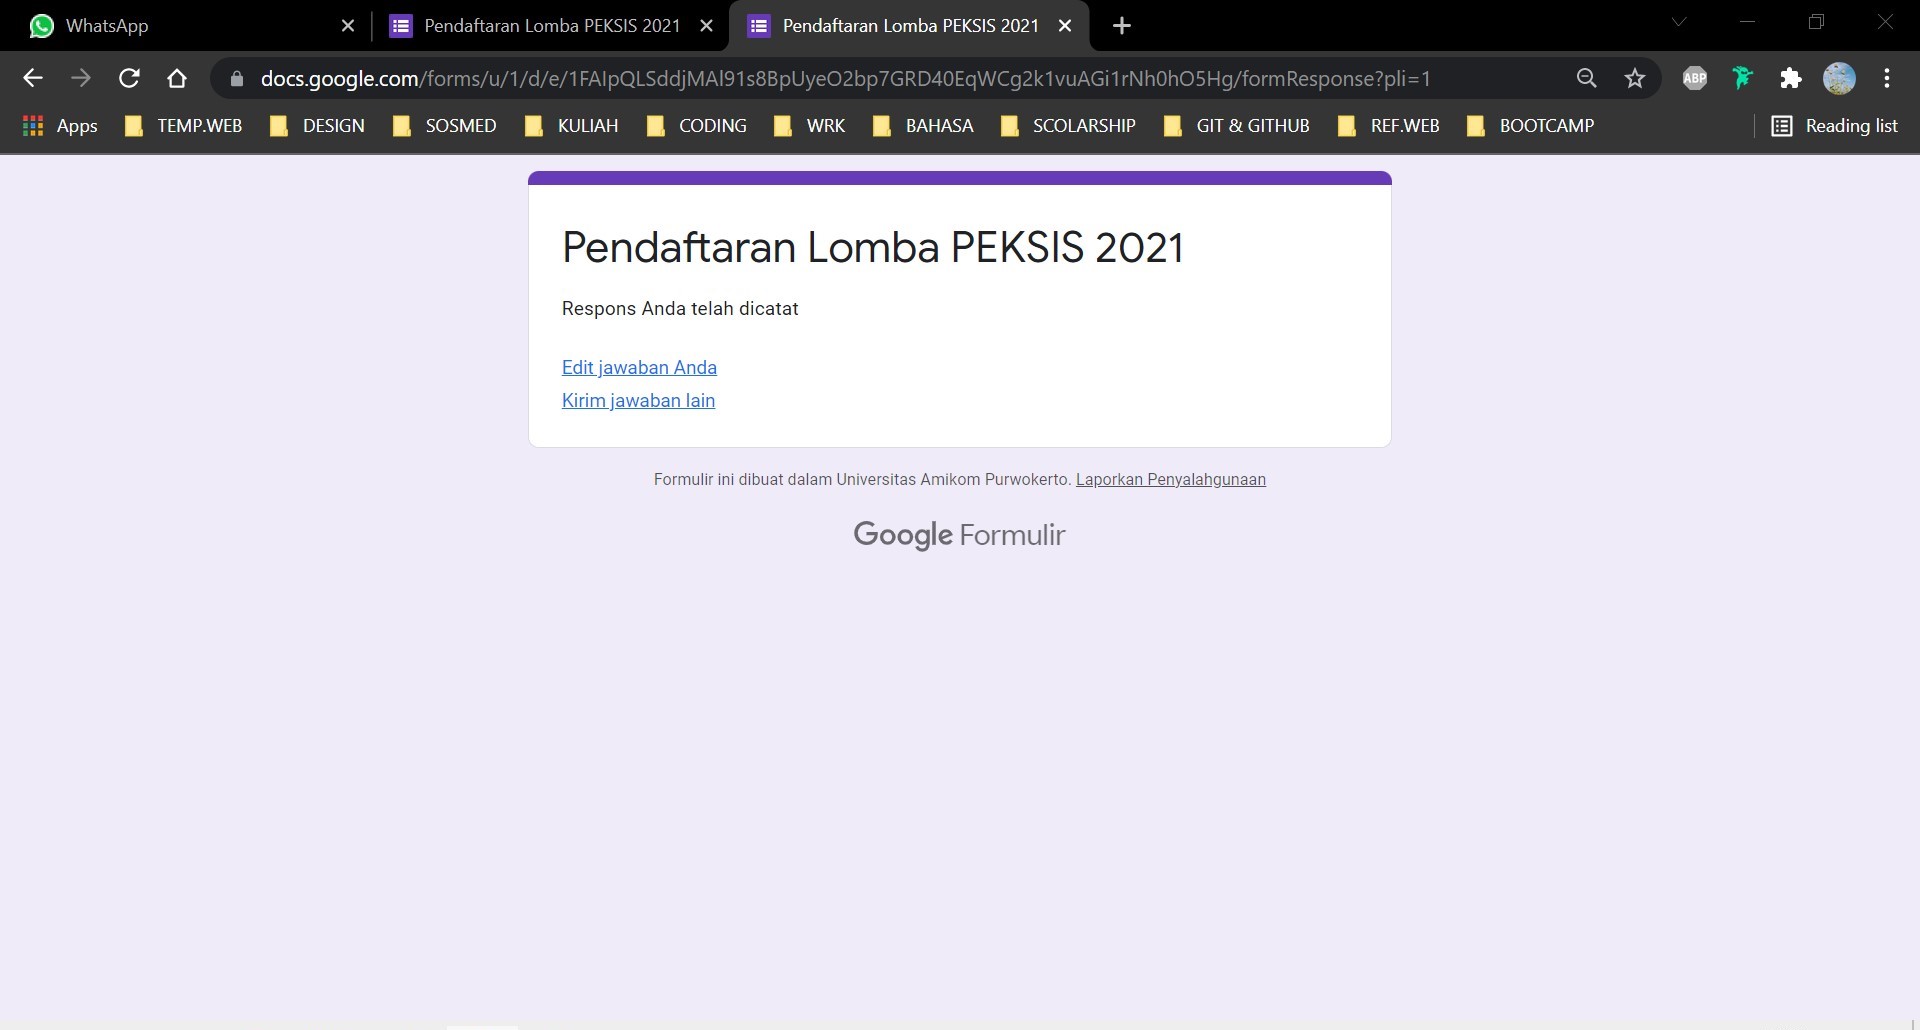 WhatsApp
Pendaftaran Lomba PEKSIS 2021
Pendaftaran Lomba PEKSIS 2021
docs.google.com/forms/u/1/d/e/1FAIpQLSddjMAl91s8BpUyeO2bp7GRD40EqWCg2k1vuAGi1rNh0hO5Hg/formResponse?pli=1
ABP
Apps TEMP.WEB DESIGN SOSMED KULIAH CODING WRK BAHASA SCOLARSHIP GIT & GITHUB REF.WEB BOOTCAMP Reading list
Pendaftaran Lomba PEKSIS 2021
Respons Anda telah dicatat
Edit jawaban Anda
Kirim jawaban lain
Formulir ini dibuat dalam Universitas Amikom Purwokerto. Laporkan Penyalahgunaan
Google Formulir